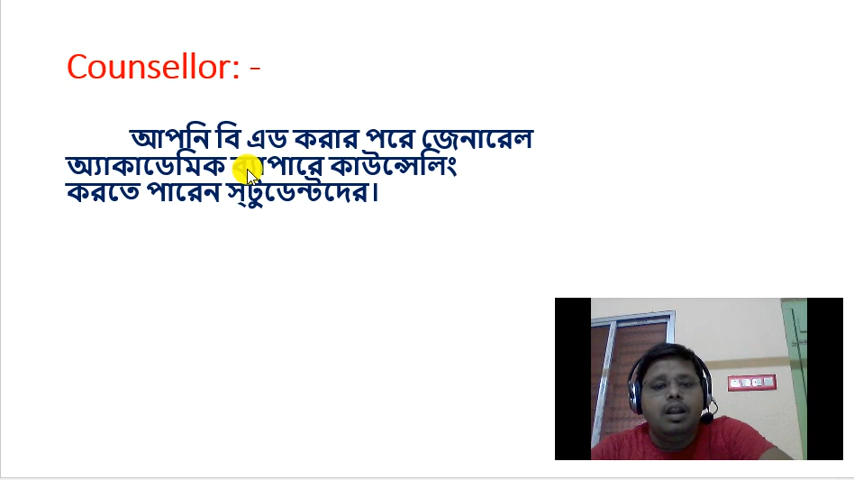 Counsellor: -
আপনি বি এড করার পরে জেনারেল
অ্যাকাডেমিক ব্যাপারে কাউন্সেলিং
করতে পারেন স্টুডেন্টদের।